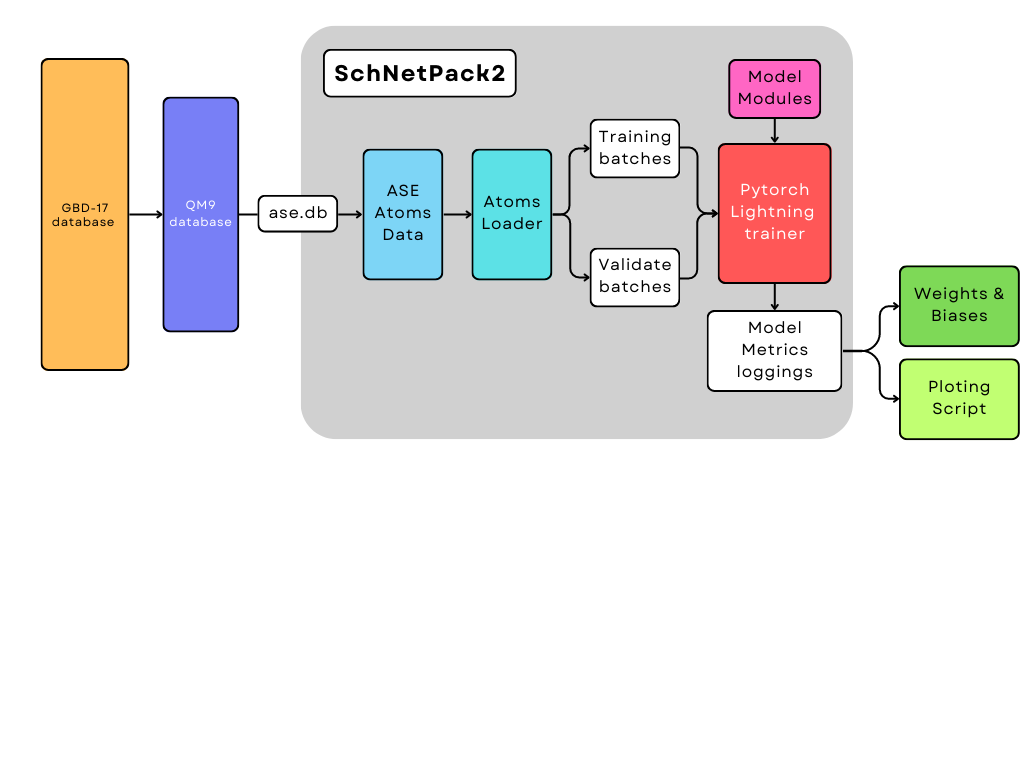 SchNetPack2
GBD-17
database
QM9
database
ase.db
ASE
Atoms
Data
Atoms
Loader
Training
batches
Validate
batches
Model
Modules
Pytorch
Lightning
trainer
Model
Metrics
loggings
Weights &
Biases
Ploting
Script